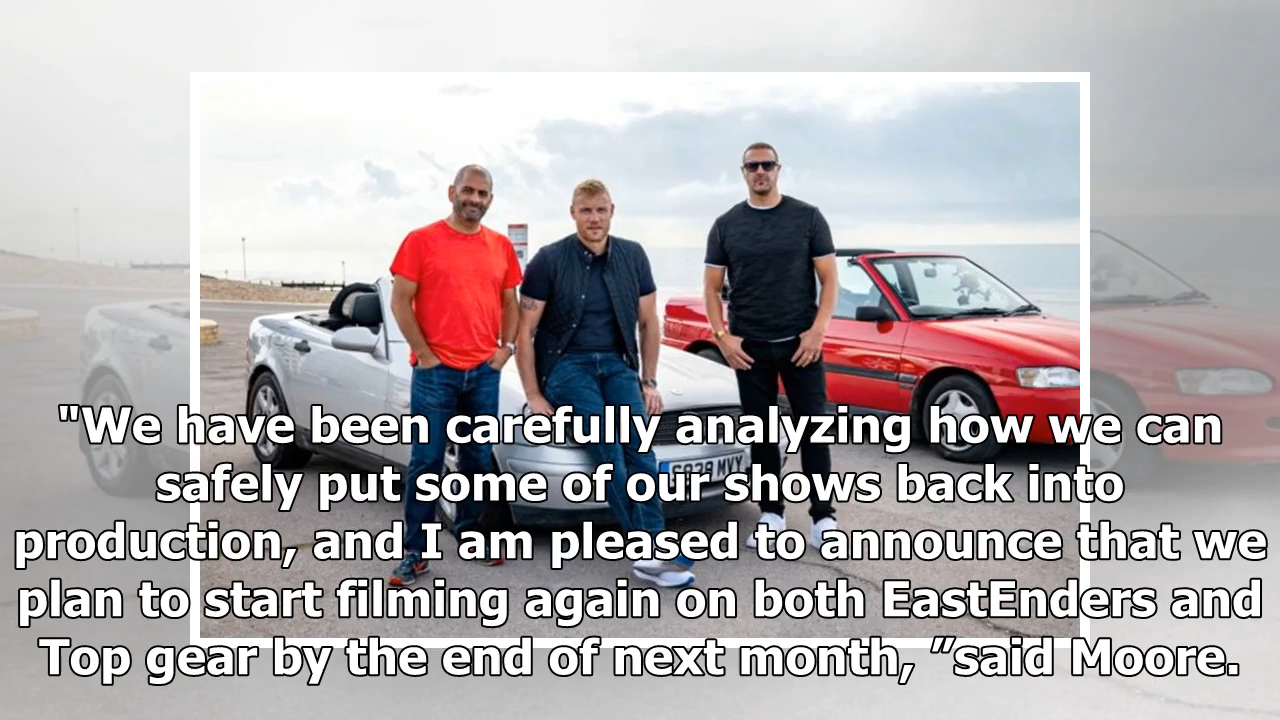 "We have been carefully analyzing how we can
safely put some of our shows back into
production, and I am pleased to announce that we
plan to start filming again on both EastEnders and
Top gear by the end of next month, ”said Moore.